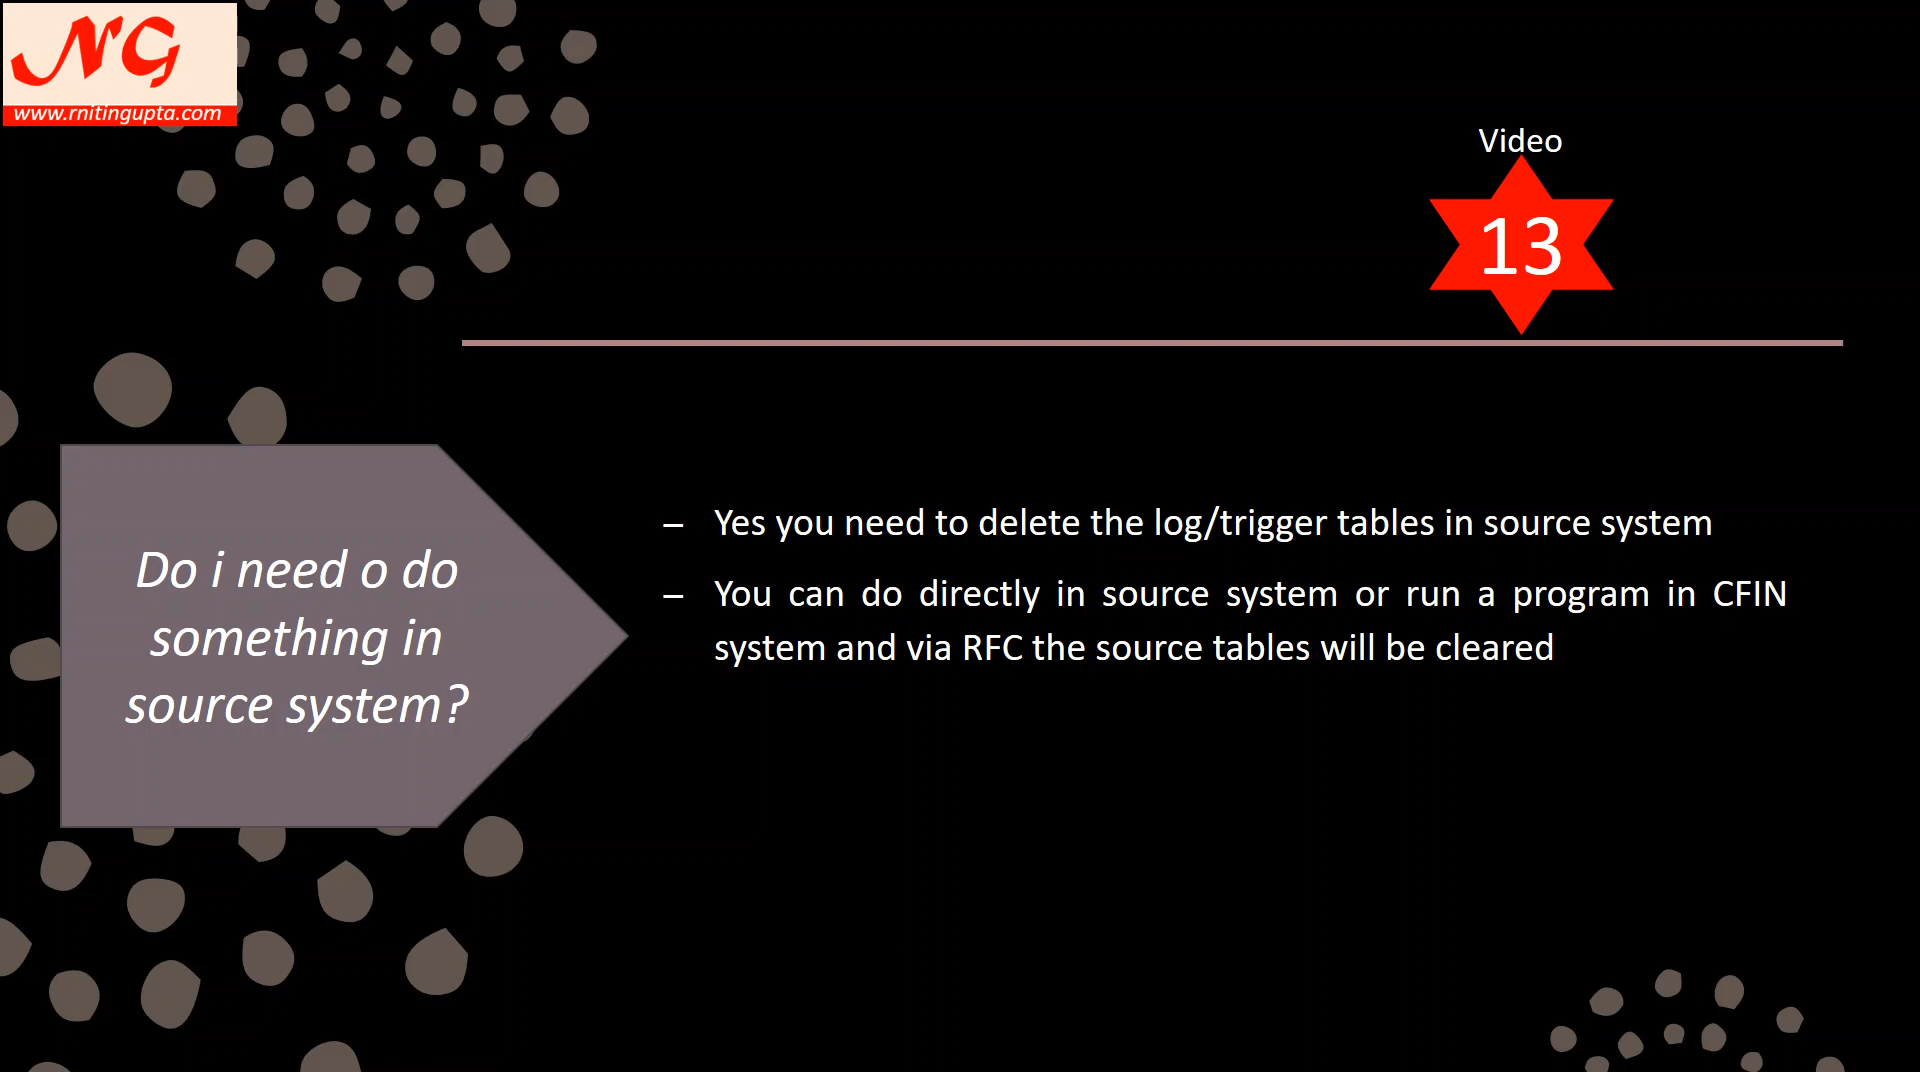 NG
www.rnitingupta.com
Video
13
Do i need o do
something in
source system?
– Yes you need to delete the log/trigger tables in source system
– You can do directly in source system or run a program in CFIN
system and via RFC the source tables will be cleared